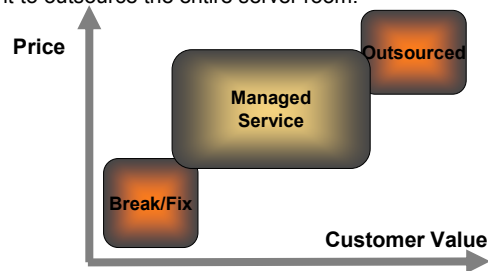 t to outsource the entire server room.
Price
Outsourced
Managed
Service
Break/Fix
Customer Value